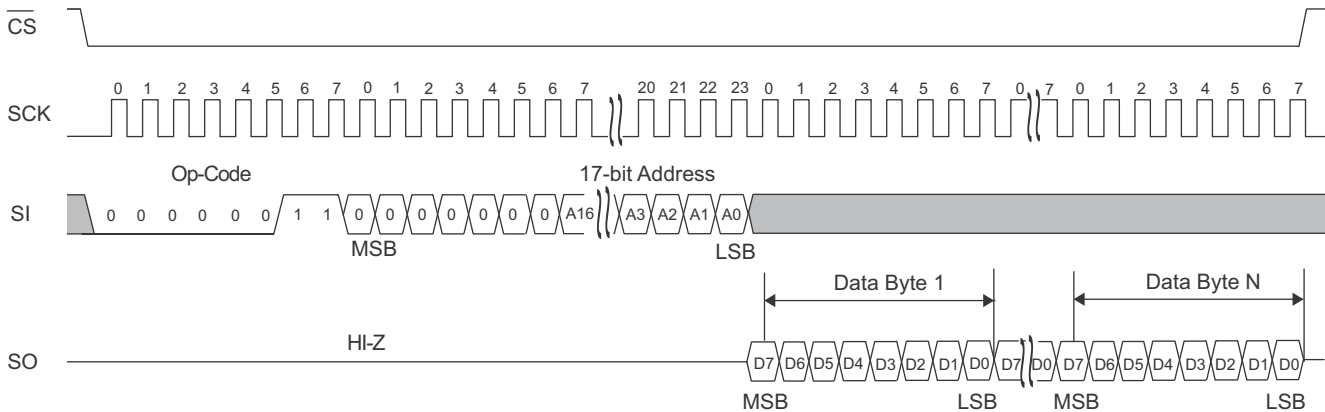 CS
SCK
0 1 2 3 4 5 6 7 0 1 2 3 4 5 6 7 20 21 22 23 0 1 2 3 4 5 6 7 0 7 0 1 2 3 4 5 6 7
Op-Code 17-bit Address
SI
0 0 0 0 0 0 1 1 0 0 0 0 0 0 0 A16 A3 A2 A1 A0
MSB LSB
Data Byte 1 Data Byte N
HI-Z
SO
D7 D6 D5 D4 D3 D2 D1 D0 D7 D0 D7 D6 D5 D4 D3 D2 D1 D0
MSB LSB MSB LSB